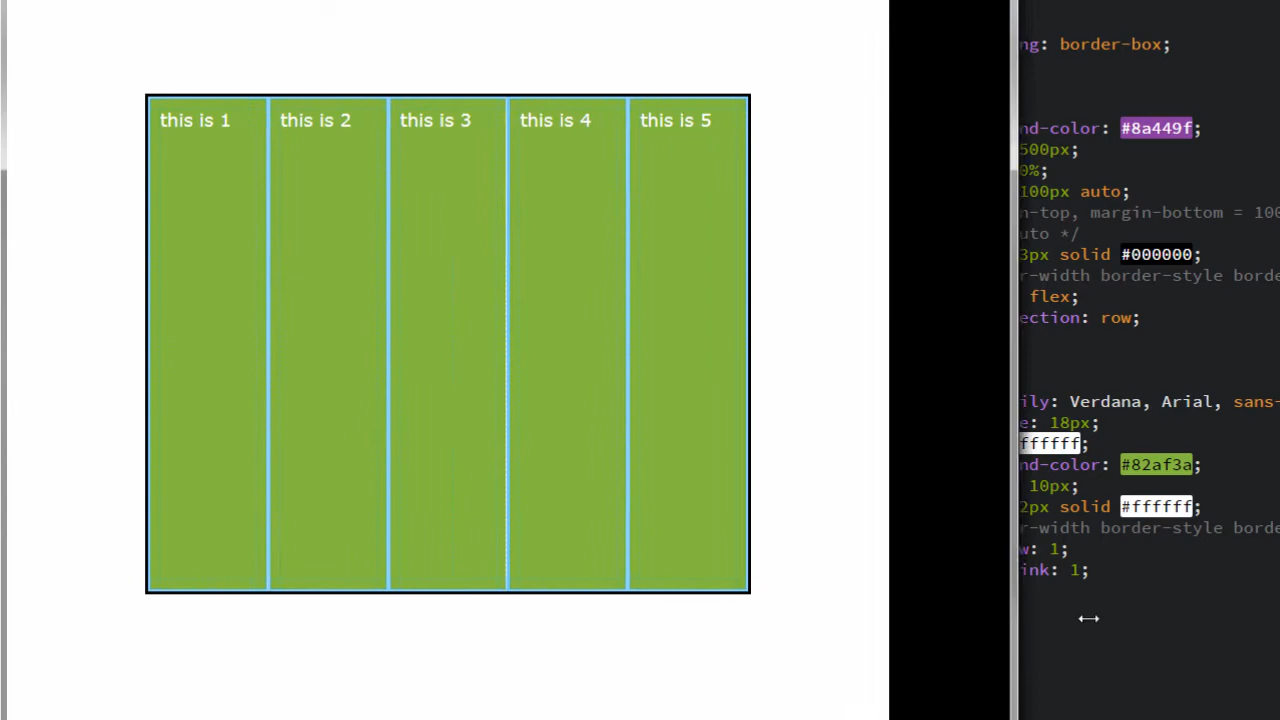 this is 1
this is 2
this is 3
this is 4
this is 5
ng: border-box;
nd-color: #8a449f;
500px;
0%;
100px auto;
n-top, margin-bottom = 100
uto */
3px solid #000000;
r-width border-style borde
flex;
ection: row;
ily: Verdana, Arial, sans-
e: 18px;
ffffff;
nd-color: #82af3a;
10px;
2px solid #ffffff;
r-width border-style borde
w: 1;
ink: 1;